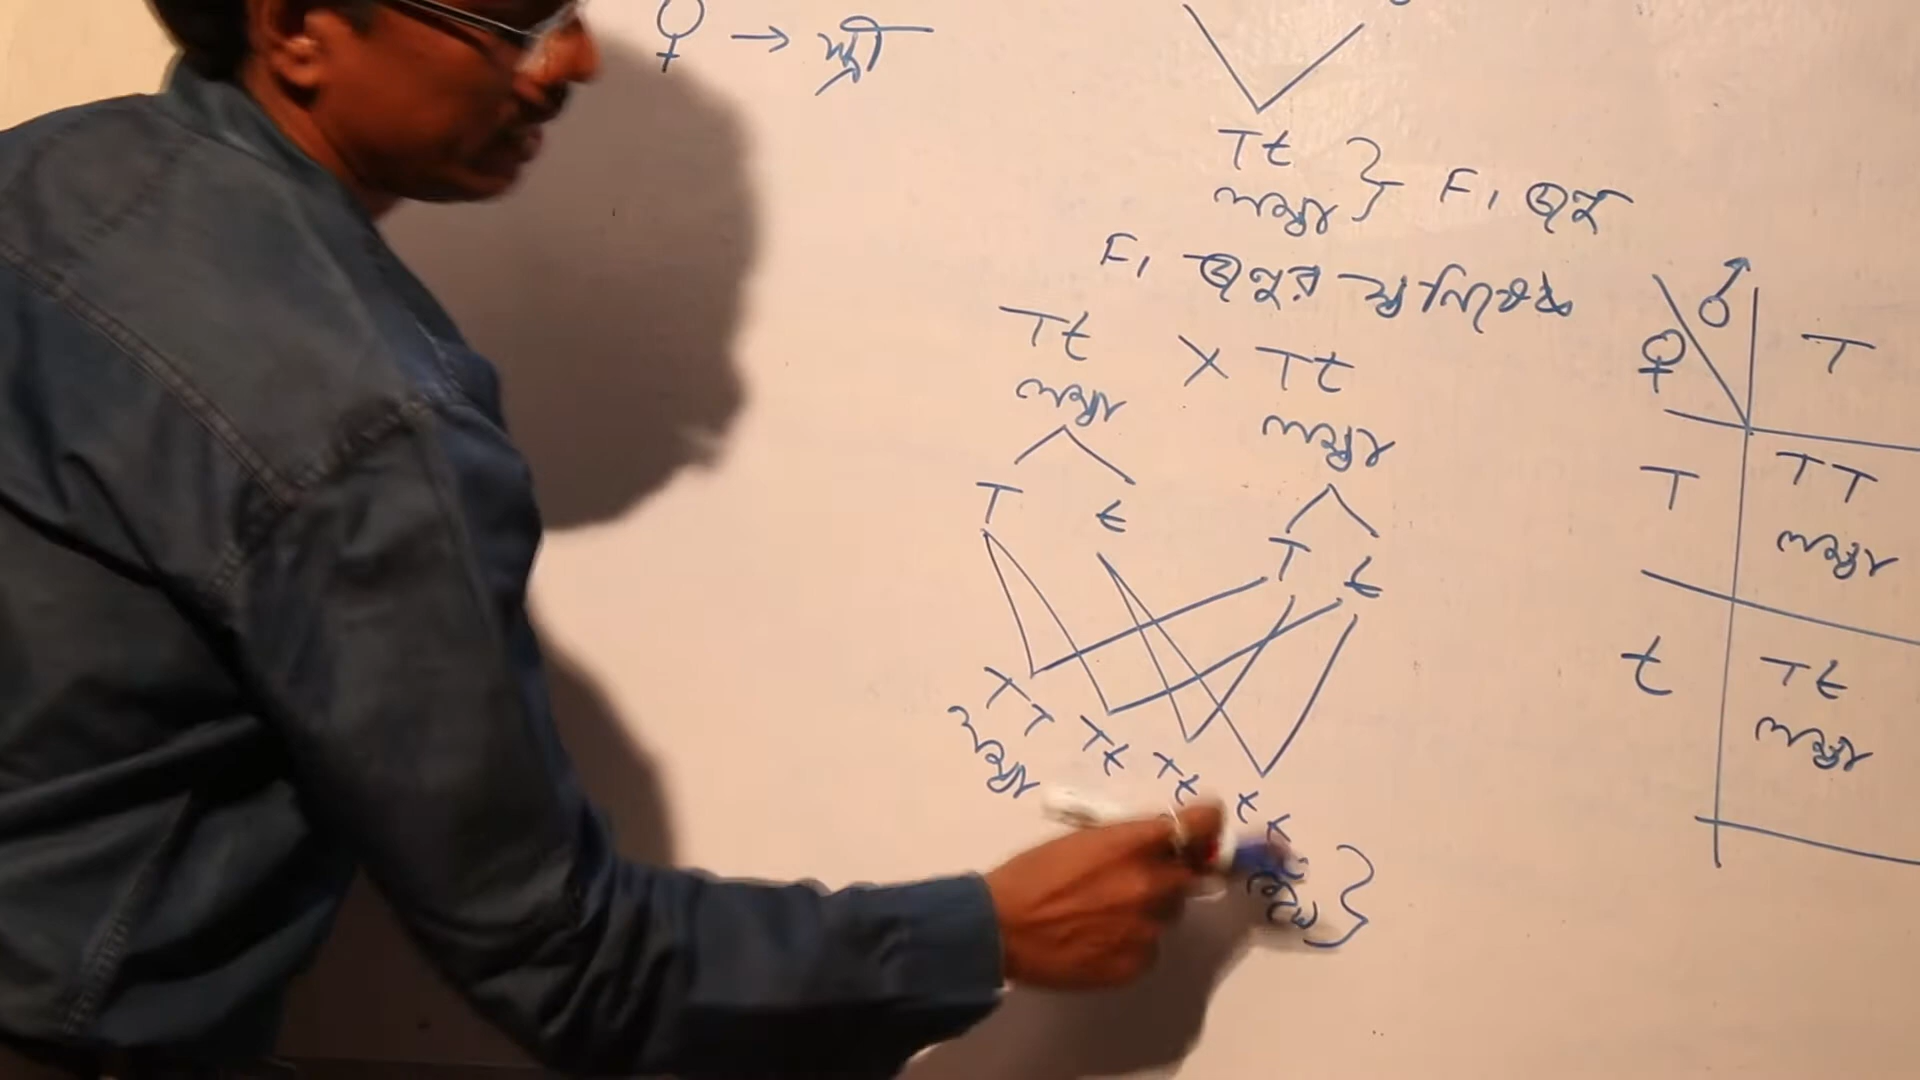 ♀ → স্ত্রী
Tt
লম্বা } F₁ জনু
F₁ জনুর স্বনিষেক
Tt × Tt
লম্বা লম্বা
T t T t
TT Tt Tt tt
লম্বা
}
♀ ♂ T
T TT
লম্বা
t Tt
লম্বা